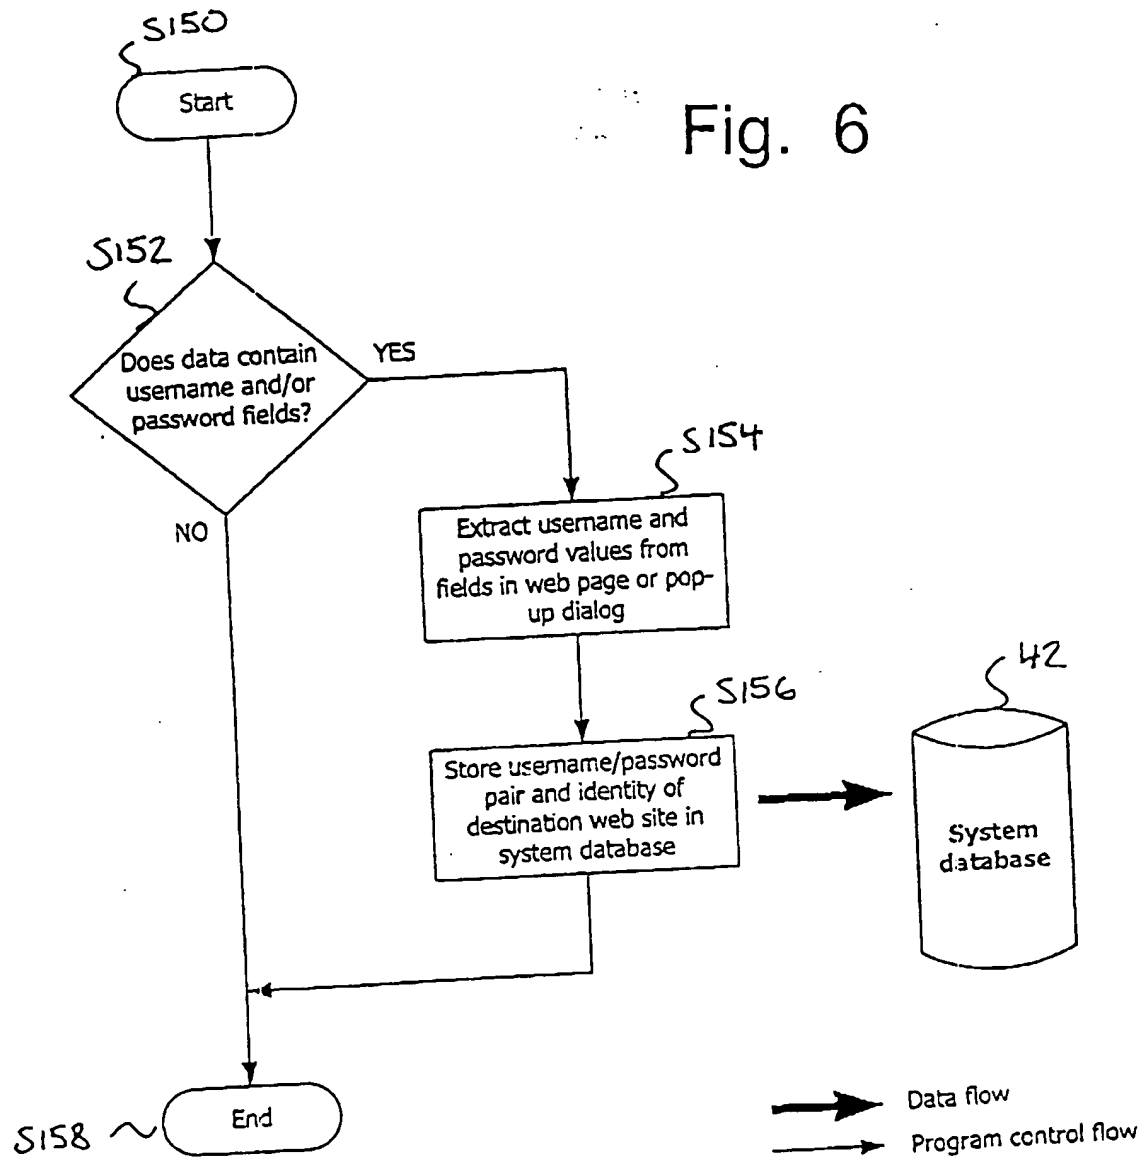 S150
Start
Fig. 6
S152
Does data contain
username and/or
password fields?
YES
NO
S154
Extract username and
password values from
fields in web page or pop-
up dialog
S156
Store username/password
pair and identity of
destination web site in
system database
42
System
database
S158
End
Data flow
Program control flow